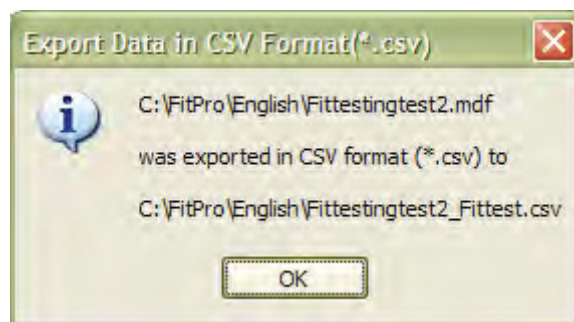 Export Data in CSV Format(*.csv)
C:\FitPro\English\Fittestingtest2.mdf
was exported in CSV format (*.csv) to
C:\FitPro\English\Fittestingtest2_Fittest.csv
OK